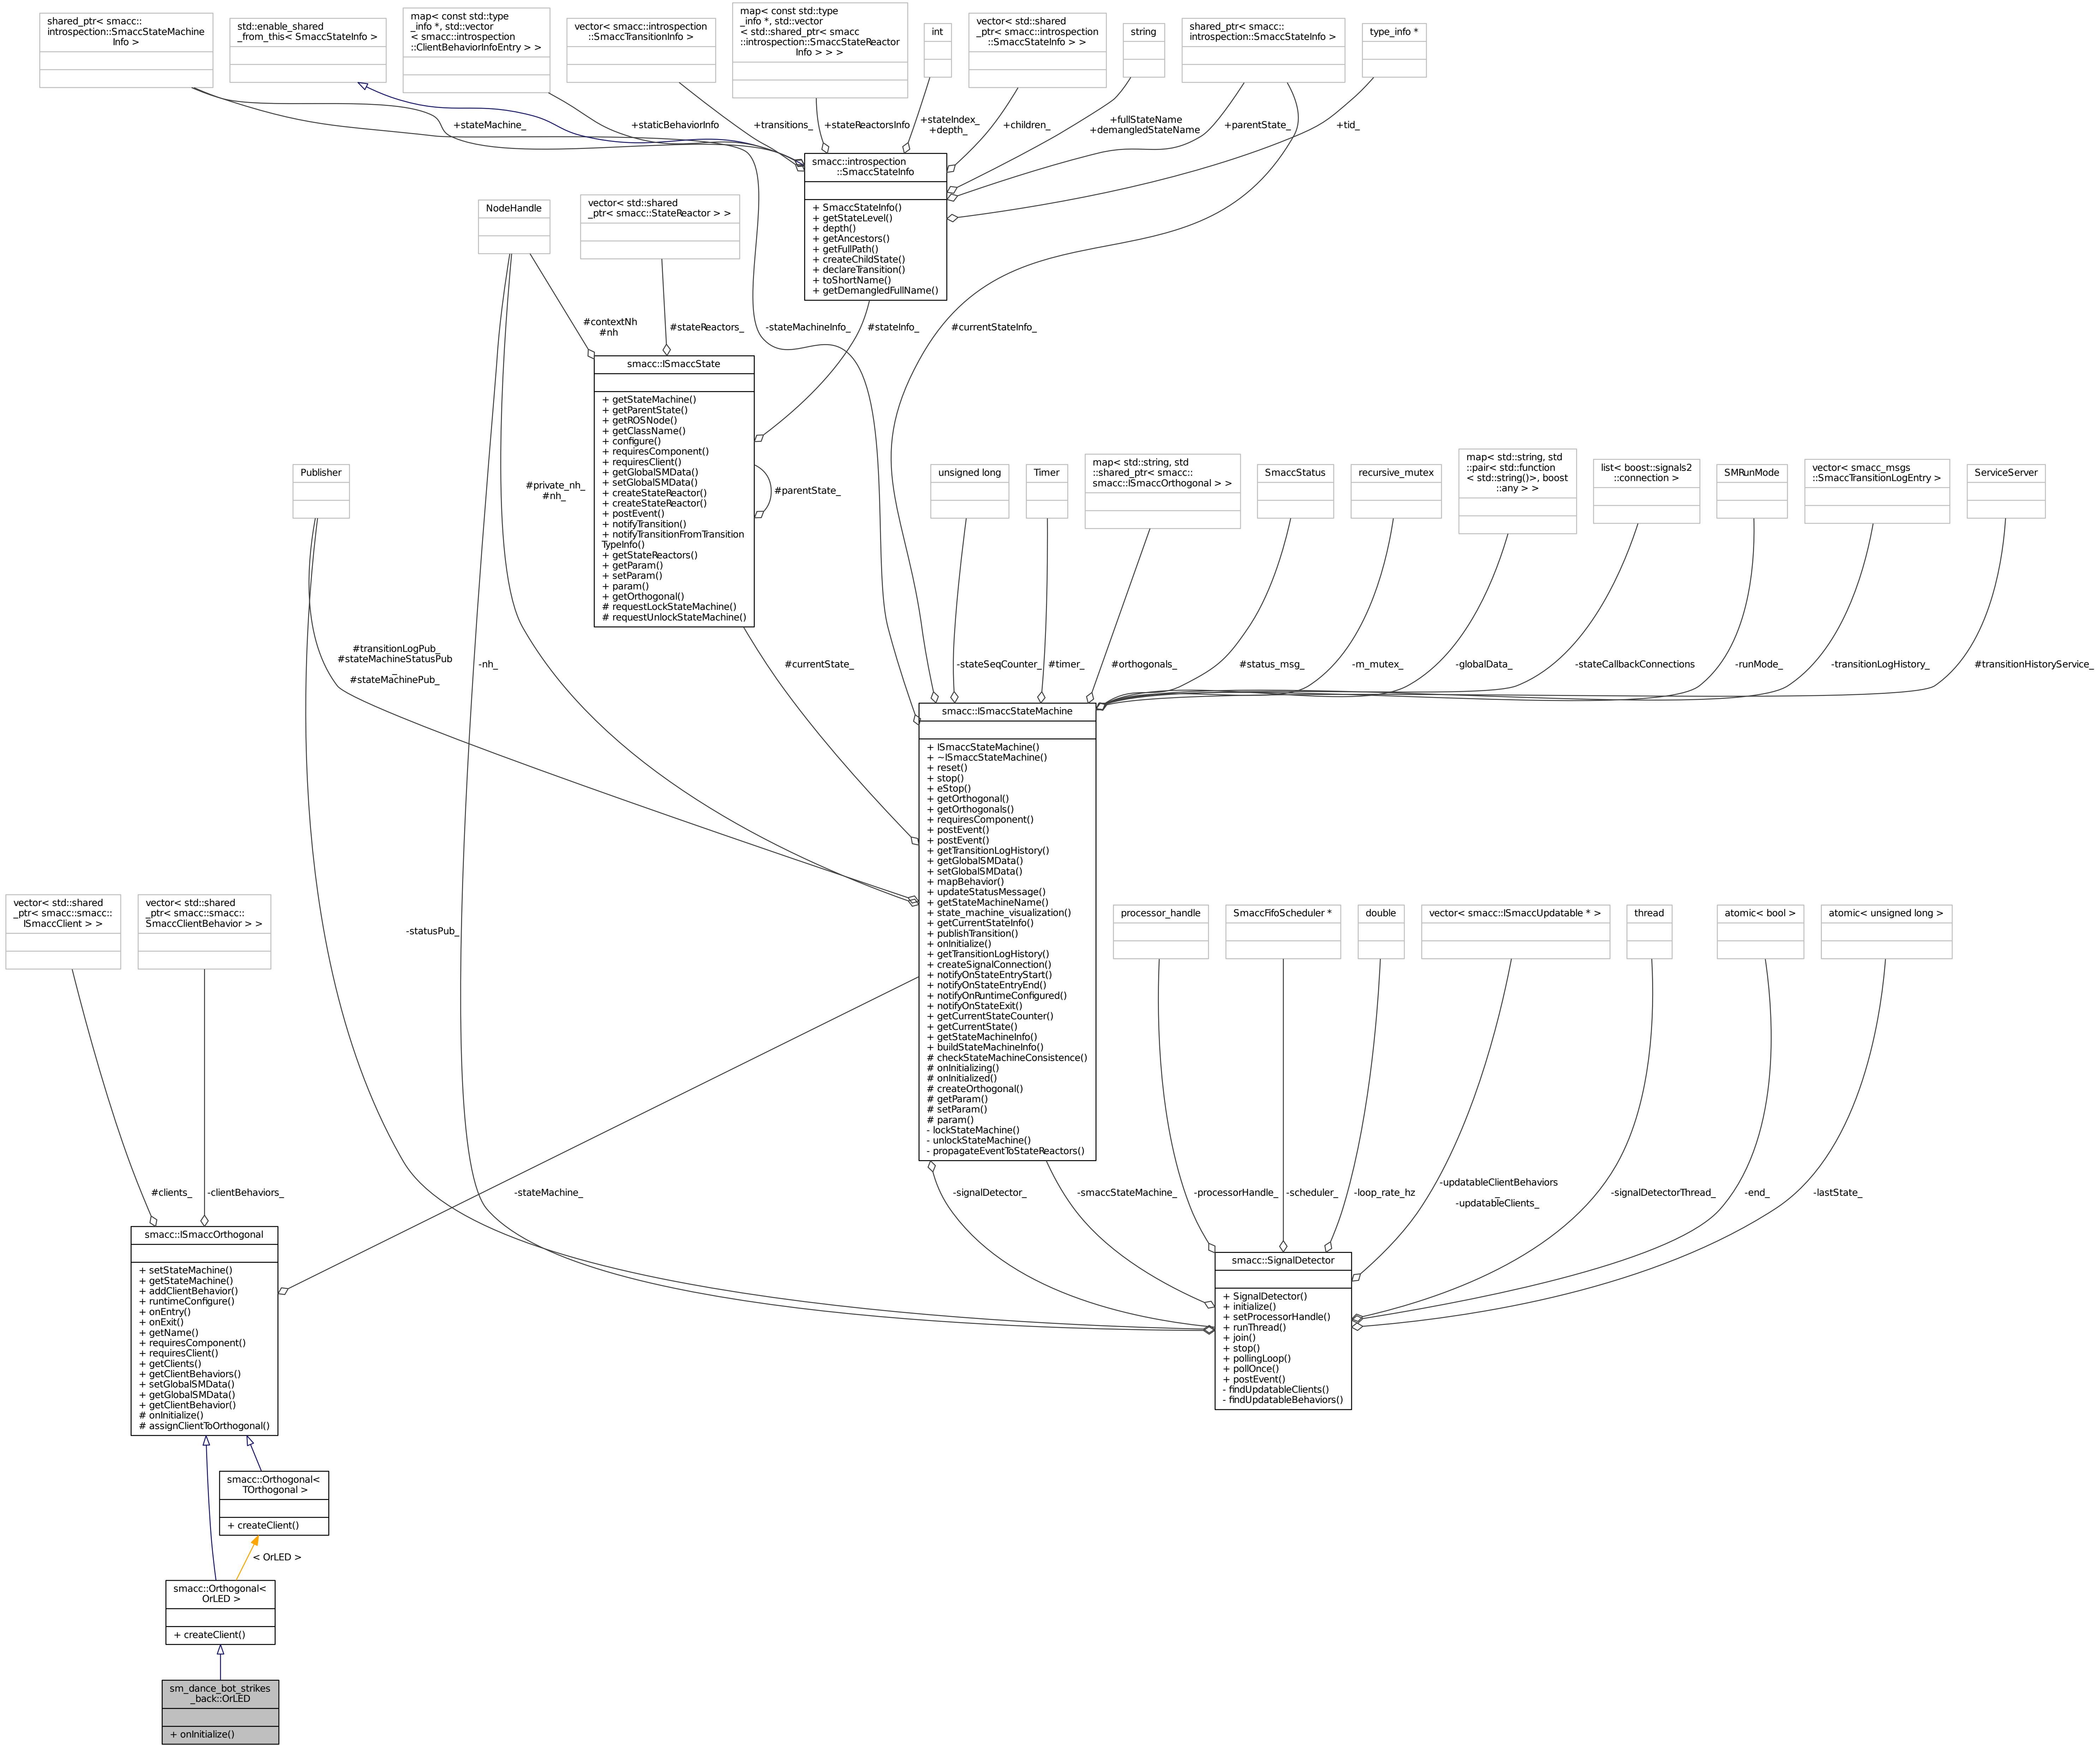 shared_ptr< smacc::
introspection::SmaccStateMachine
Info >
std::enable_shared
_from_this< SmaccStateInfo >
map< const std::type
_info *, std::vector
< smacc::introspection
::ClientBehaviorInfoEntry > >
vector< smacc::introspection
::SmaccTransitionInfo >
map< const std::type
_info *, std::vector
< std::shared_ptr< smacc
::introspection::SmaccStateReactor
Info > > >
int
vector< std::shared
_ptr< smacc::introspection
::SmaccStateInfo > >
string
shared_ptr< smacc::
introspection::SmaccStateInfo >
type_info *
+stateMachine_
+staticBehaviorInfo
+transitions_
+stateReactorsInfo
+stateIndex_
+depth_
+children_
+fullStateName
+demangledStateName
+parentState_
+tid_
smacc::introspection
::SmaccStateInfo
+ SmaccStateInfo()
+ getStateLevel()
+ depth()
+ getAncestors()
+ getFullPath()
+ createChildState()
+ declareTransition()
+ toShortName()
+ getDemangledFullName()
NodeHandle
vector< std::shared
_ptr< smacc::StateReactor > >
#contextNh
#nh
#stateReactors_
-stateMachineInfo_
#stateInfo_
#currentStateInfo_
smacc::ISmaccState
+ getStateMachine()
+ getParentState()
+ getROSNode()
+ getClassName()
+ configure()
+ requiresComponent()
+ requiresClient()
+ getGlobalSMData()
+ setGlobalSMData()
+ createStateReactor()
+ createStateReactor()
+ postEvent()
+ notifyTransition()
+ notifyTransitionFromTransition
TypeInfo()
+ getStateReactors()
+ getParam()
+ setParam()
+ param()
+ getOrthogonal()
# requestLockStateMachine()
# requestUnlockStateMachine()
#parentState_
#private_nh_
#nh_
Publisher
unsigned long
Timer
map< std::string, std
::shared_ptr< smacc::
smacc::ISmaccOrthogonal > >
SmaccStatus
recursive_mutex
map< std::string, std
::pair< std::function
< std::string()>, boost
::any > >
list< boost::signals2
::connection >
SMRunMode
vector< smacc_msgs
::SmaccTransitionLogEntry >
ServiceServer
#transitionLogPub_
#stateMachineStatusPub
_
#stateMachinePub_
-nh_
#currentState_
-stateSeqCounter_
#timer_
#orthogonals_
#status_msg_
-m_mutex_
-globalData_
-stateCallbackConnections
-runMode_
-transitionLogHistory_
#transitionHistoryService_
smacc::ISmaccStateMachine
+ ISmaccStateMachine()
+ ~ISmaccStateMachine()
+ reset()
+ stop()
+ eStop()
+ getOrthogonal()
+ getOrthogonals()
+ requiresComponent()
+ postEvent()
+ postEvent()
+ getTransitionLogHistory()
+ getGlobalSMData()
+ setGlobalSMData()
+ mapBehavior()
+ updateStatusMessage()
+ getStateMachineName()
+ state_machine_visualization()
+ getCurrentStateInfo()
+ publishTransition()
+ onInitialize()
+ getTransitionLogHistory()
+ createSignalConnection()
+ notifyOnStateEntryStart()
+ notifyOnStateEntryEnd()
+ notifyOnRuntimeConfigured()
+ notifyOnStateExit()
+ getCurrentStateCounter()
+ getCurrentState()
+ getStateMachineInfo()
+ buildStateMachineInfo()
# checkStateMachineConsistence()
# onInitializing()
# onInitialized()
# createOrthogonal()
# getParam()
# setParam()
# param()
- lockStateMachine()
- unlockStateMachine()
- propagateEventToStateReactors()
vector< std::shared
_ptr< smacc::smacc::
ISmaccClient > >
vector< std::shared
_ptr< smacc::smacc::
SmaccClientBehavior > >
-statusPub_
processor_handle
SmaccFifoScheduler *
double
vector< smacc::ISmaccUpdatable * >
thread
atomic< bool >
atomic< unsigned long >
#clients_
-clientBehaviors_
-stateMachine_
-signalDetector_
-smaccStateMachine_
-processorHandle_
-scheduler_
-loop_rate_hz
-updatableClientBehaviors
_
-updatableClients_
-signalDetectorThread_
-end_
-lastState_
smacc::ISmaccOrthogonal
+ setStateMachine()
+ getStateMachine()
+ addClientBehavior()
+ runtimeConfigure()
+ onEntry()
+ onExit()
+ getName()
+ requiresComponent()
+ requiresClient()
+ getClients()
+ getClientBehaviors()
+ setGlobalSMData()
+ getGlobalSMData()
+ getClientBehavior()
# onInitialize()
# assignClientToOrthogonal()
smacc::SignalDetector
+ SignalDetector()
+ initialize()
+ setProcessorHandle()
+ runThread()
+ join()
+ stop()
+ pollingLoop()
+ pollOnce()
+ postEvent()
- findUpdatableClients()
- findUpdatableBehaviors()
smacc::Orthogonal<
TOrthogonal >
+ createClient()
< OrLED >
smacc::Orthogonal<
OrLED >
+ createClient()
sm_dance_bot_strikes
_back::OrLED
+ onInitialize()